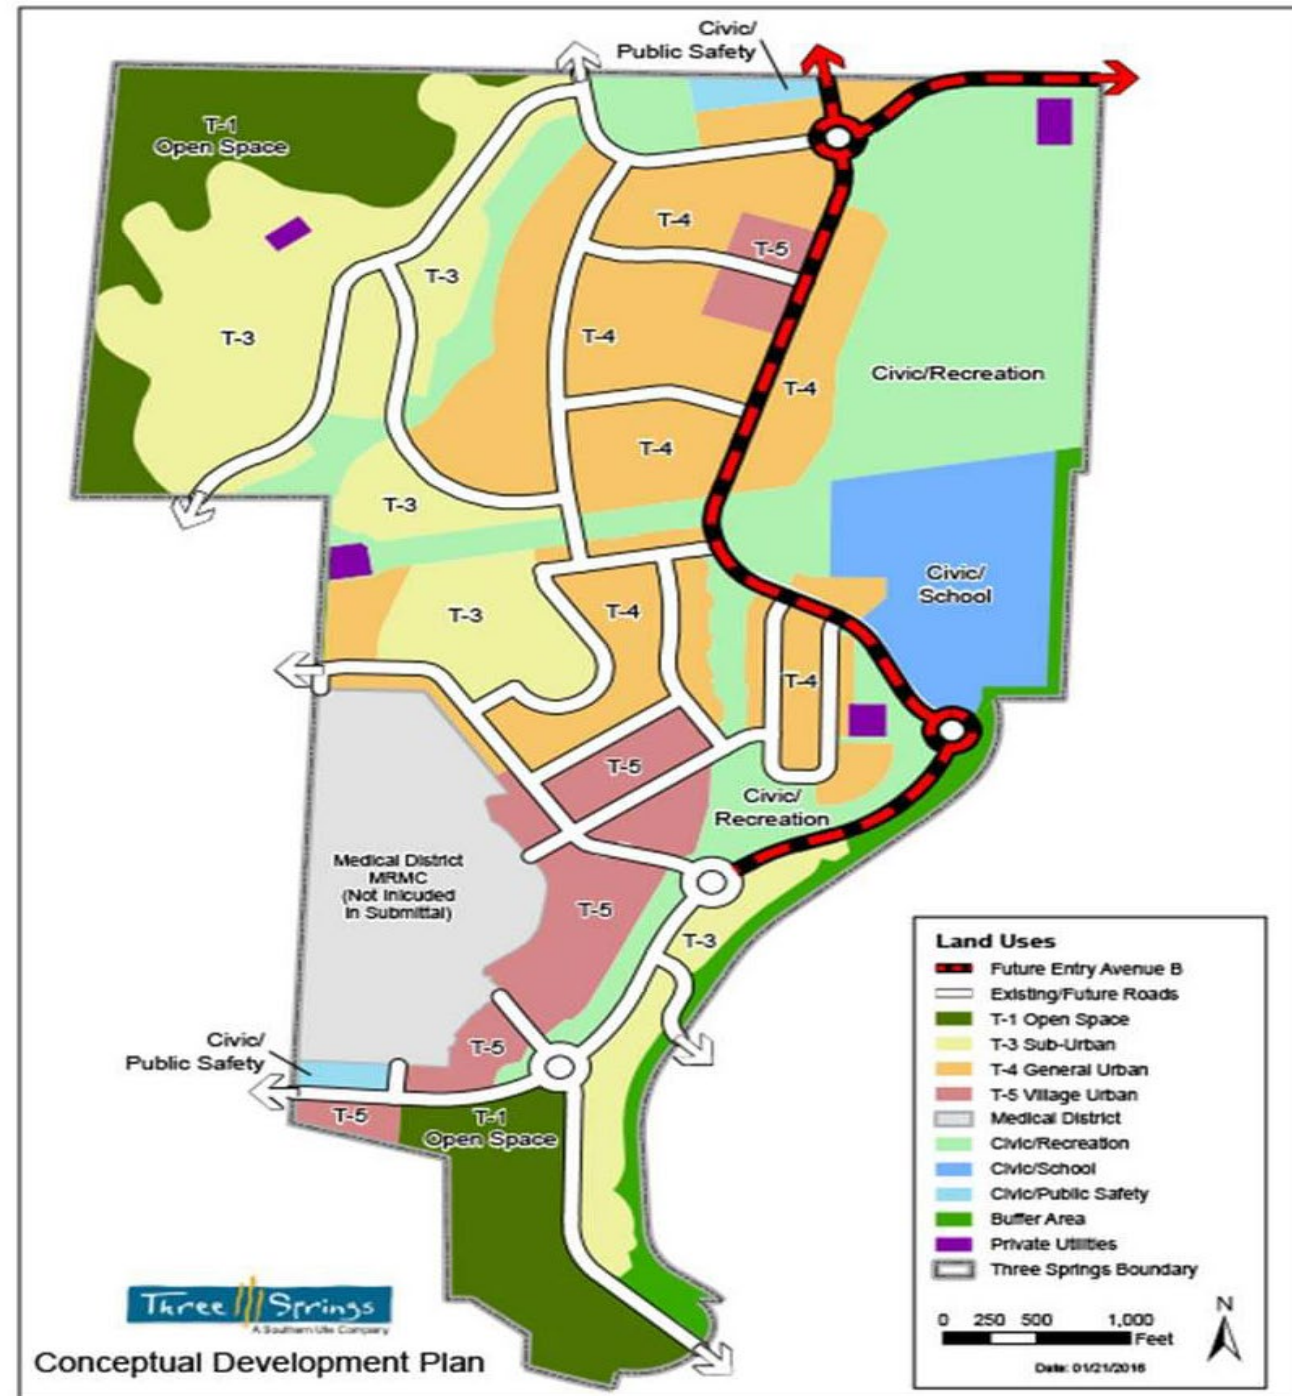 Civic/
Public Safety
T-1
Open Space
T-4
T-5
T-3
T-3
T-4
Civic/Recreation
T-4
T-4
T-3
Civic/
School
T-3
T-4
T-4
T-5
Civic/
Recreation
Medical District
MRMC
(Not Inlcuded
in Submittal)
T-5
T-3
Civic/
Public Safety
T-5
T-5
T-1
Open Space
Land Uses
Future Entry Avenue B
Existing/Future Roads
T-1 Open Space
T-3 Sub-Urban
T-4 General Urban
T-5 Village Urban
Medical District
Civic/Recreation
Civic/School
Civic/Public Safety
Buffer Area
Private Utilities
Three Springs Boundary
N
0 250 500 1,000
Feet
Date: 01/21/2016
Three Springs
A Southern Ute Company
Conceptual Development Plan